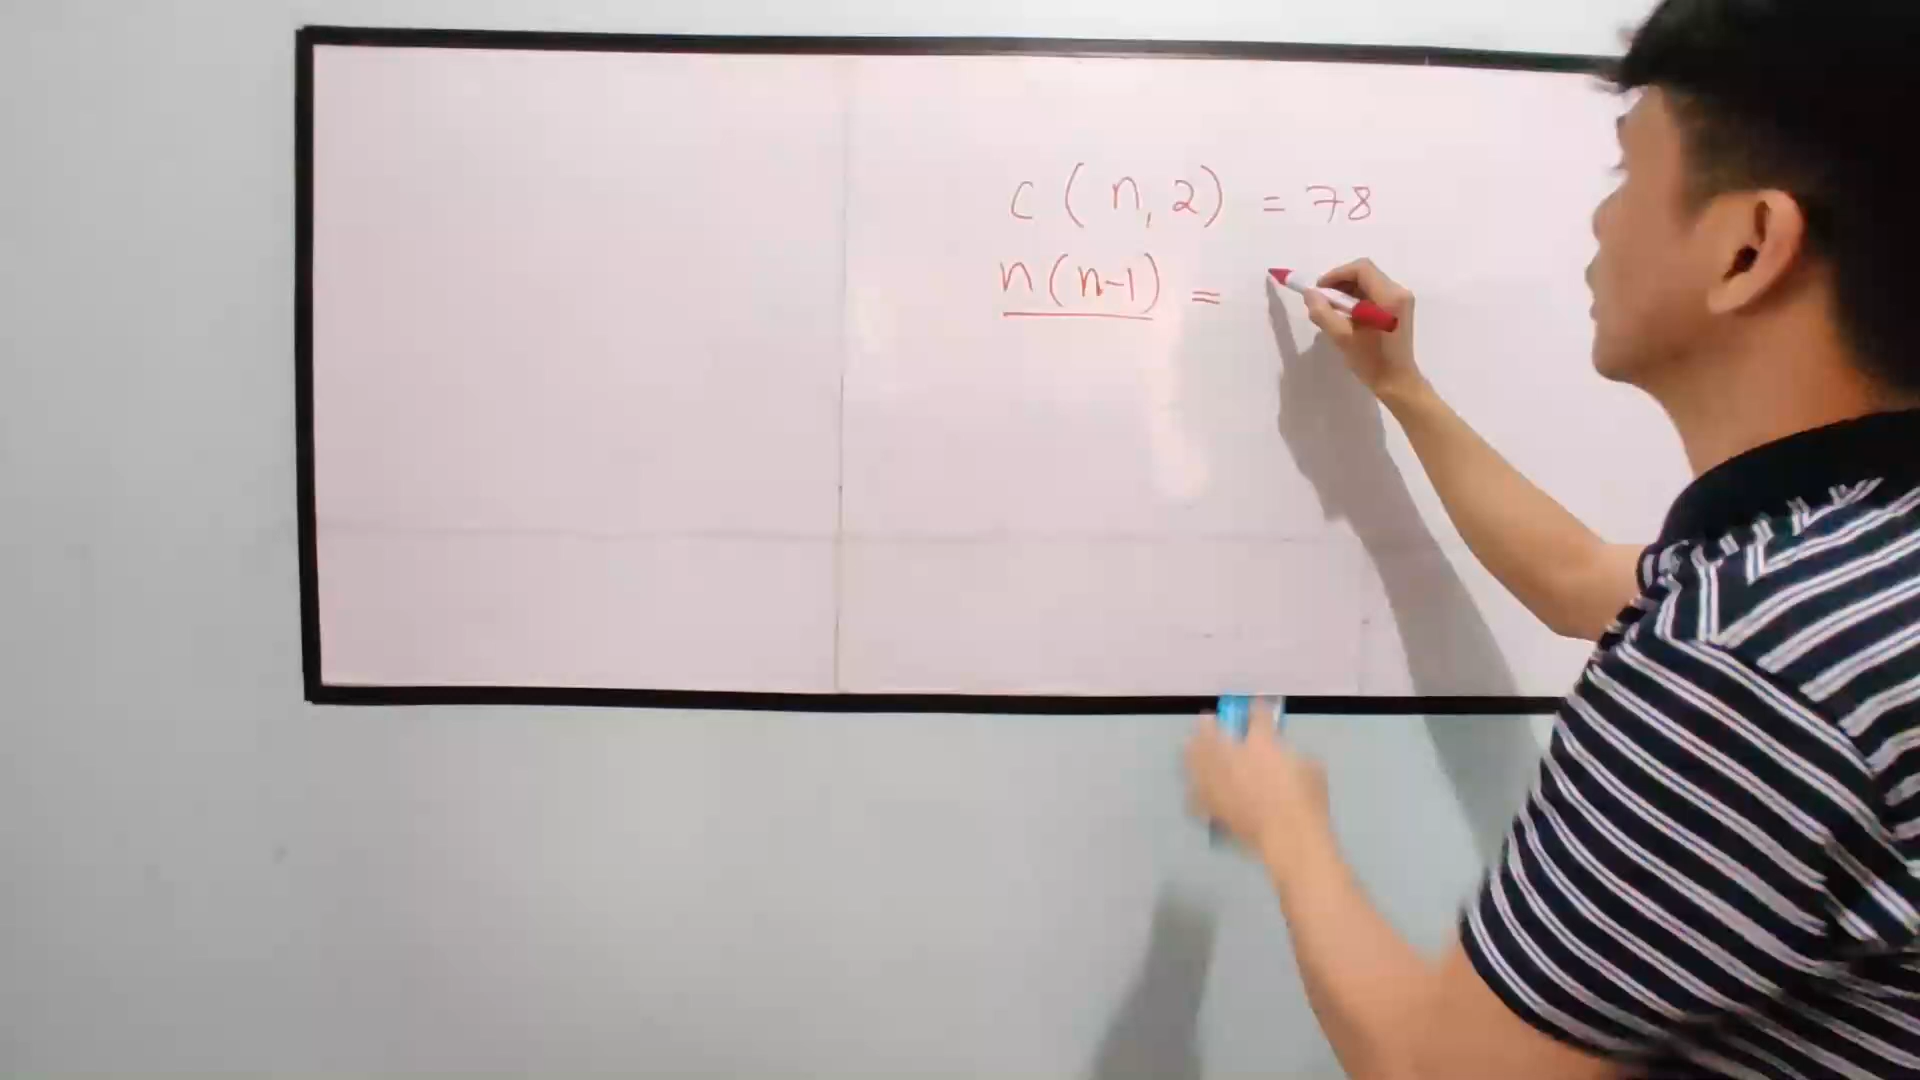 c ( n, 2 ) = 78
n ( n-1 ) =